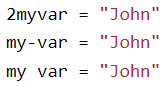 2myvar = "John"
my-var = "John"
my var = "John"